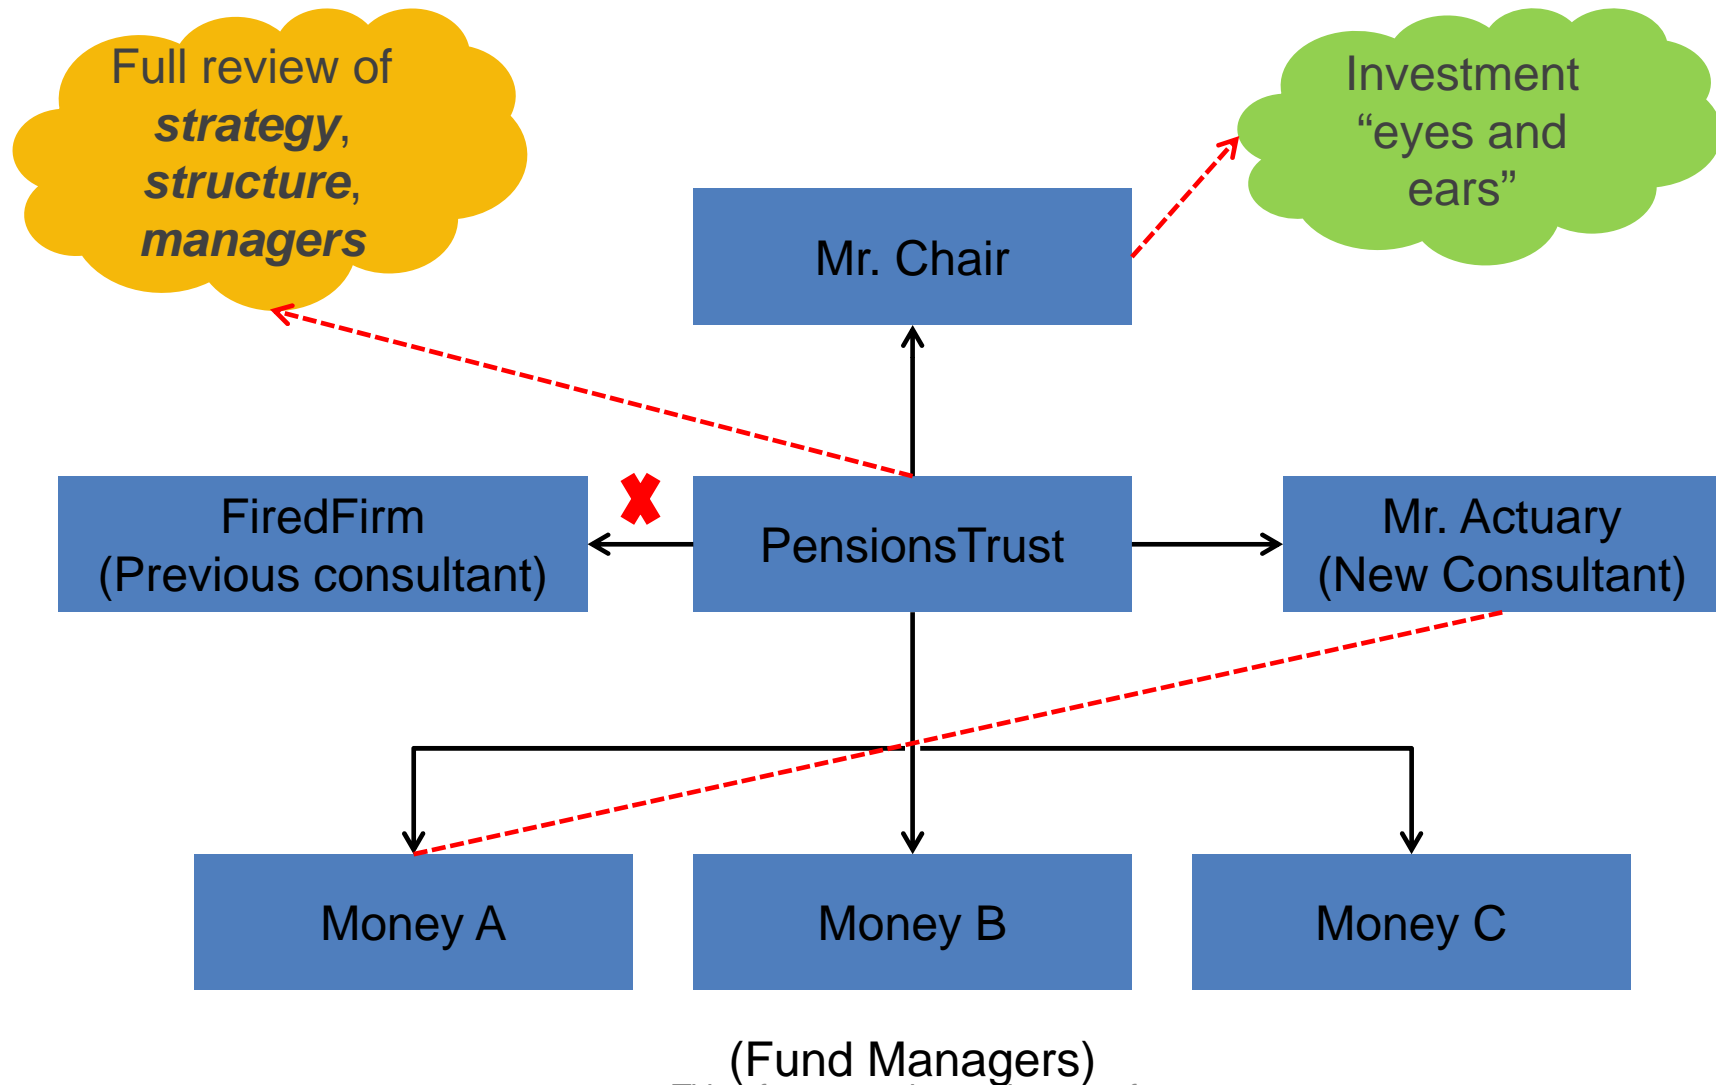 Full review of
strategy,
structure,
managers
Investment
“eyes and
ears”
Mr. Chair
FiredFirm
(Previous consultant)
PensionsTrust
Mr. Actuary
(New Consultant)
Money A
Money B
Money C
(Fund Managers)